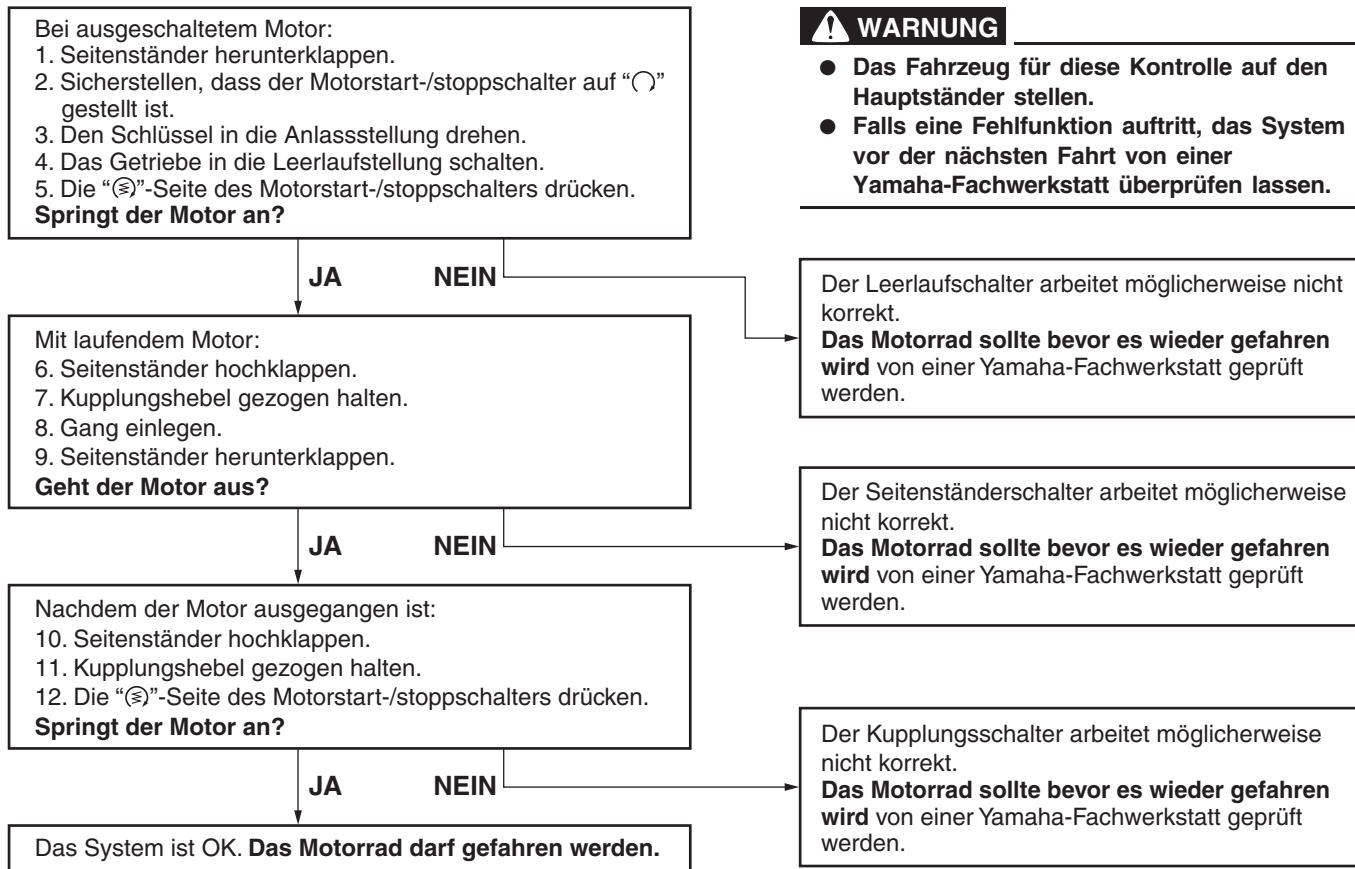 Bei ausgeschaltetem Motor:
1. Seitenständer herunterklappen.
2. Sicherstellen, dass der Motorstart-/stoppschalter auf “ ”
gestellt ist.
3. Den Schlüssel in die Anlassstellung drehen.
4. Das Getriebe in die Leerlaufstellung schalten.
5. Die “ ”-Seite des Motorstart-/stoppschalters drücken.
Springt der Motor an?
WARNUNG
● Das Fahrzeug für diese Kontrolle auf den
Hauptständer stellen.
● Falls eine Fehlfunktion auftritt, das System
vor der nächsten Fahrt von einer
Yamaha-Fachwerkstatt überprüfen lassen.
JA NEIN
Der Leerlaufschalter arbeitet möglicherweise nicht
korrekt.
Das Motorrad sollte bevor es wieder gefahren
wird von einer Yamaha-Fachwerkstatt geprüft
werden.
Mit laufendem Motor:
6. Seitenständer hochklappen.
7. Kupplungshebel gezogen halten.
8. Gang einlegen.
9. Seitenständer herunterklappen.
Geht der Motor aus?
JA NEIN
Der Seitenständerschalter arbeitet möglicherweise
nicht korrekt.
Das Motorrad sollte bevor es wieder gefahren
wird von einer Yamaha-Fachwerkstatt geprüft
werden.
Nachdem der Motor ausgegangen ist:
10. Seitenständer hochklappen.
11. Kupplungshebel gezogen halten.
12. Die “ ”-Seite des Motorstart-/stoppschalters drücken.
Springt der Motor an?
JA NEIN
Der Kupplungsschalter arbeitet möglicherweise
nicht korrekt.
Das Motorrad sollte bevor es wieder gefahren
wird von einer Yamaha-Fachwerkstatt geprüft
werden.
Das System ist OK. Das Motorrad darf gefahren werden.